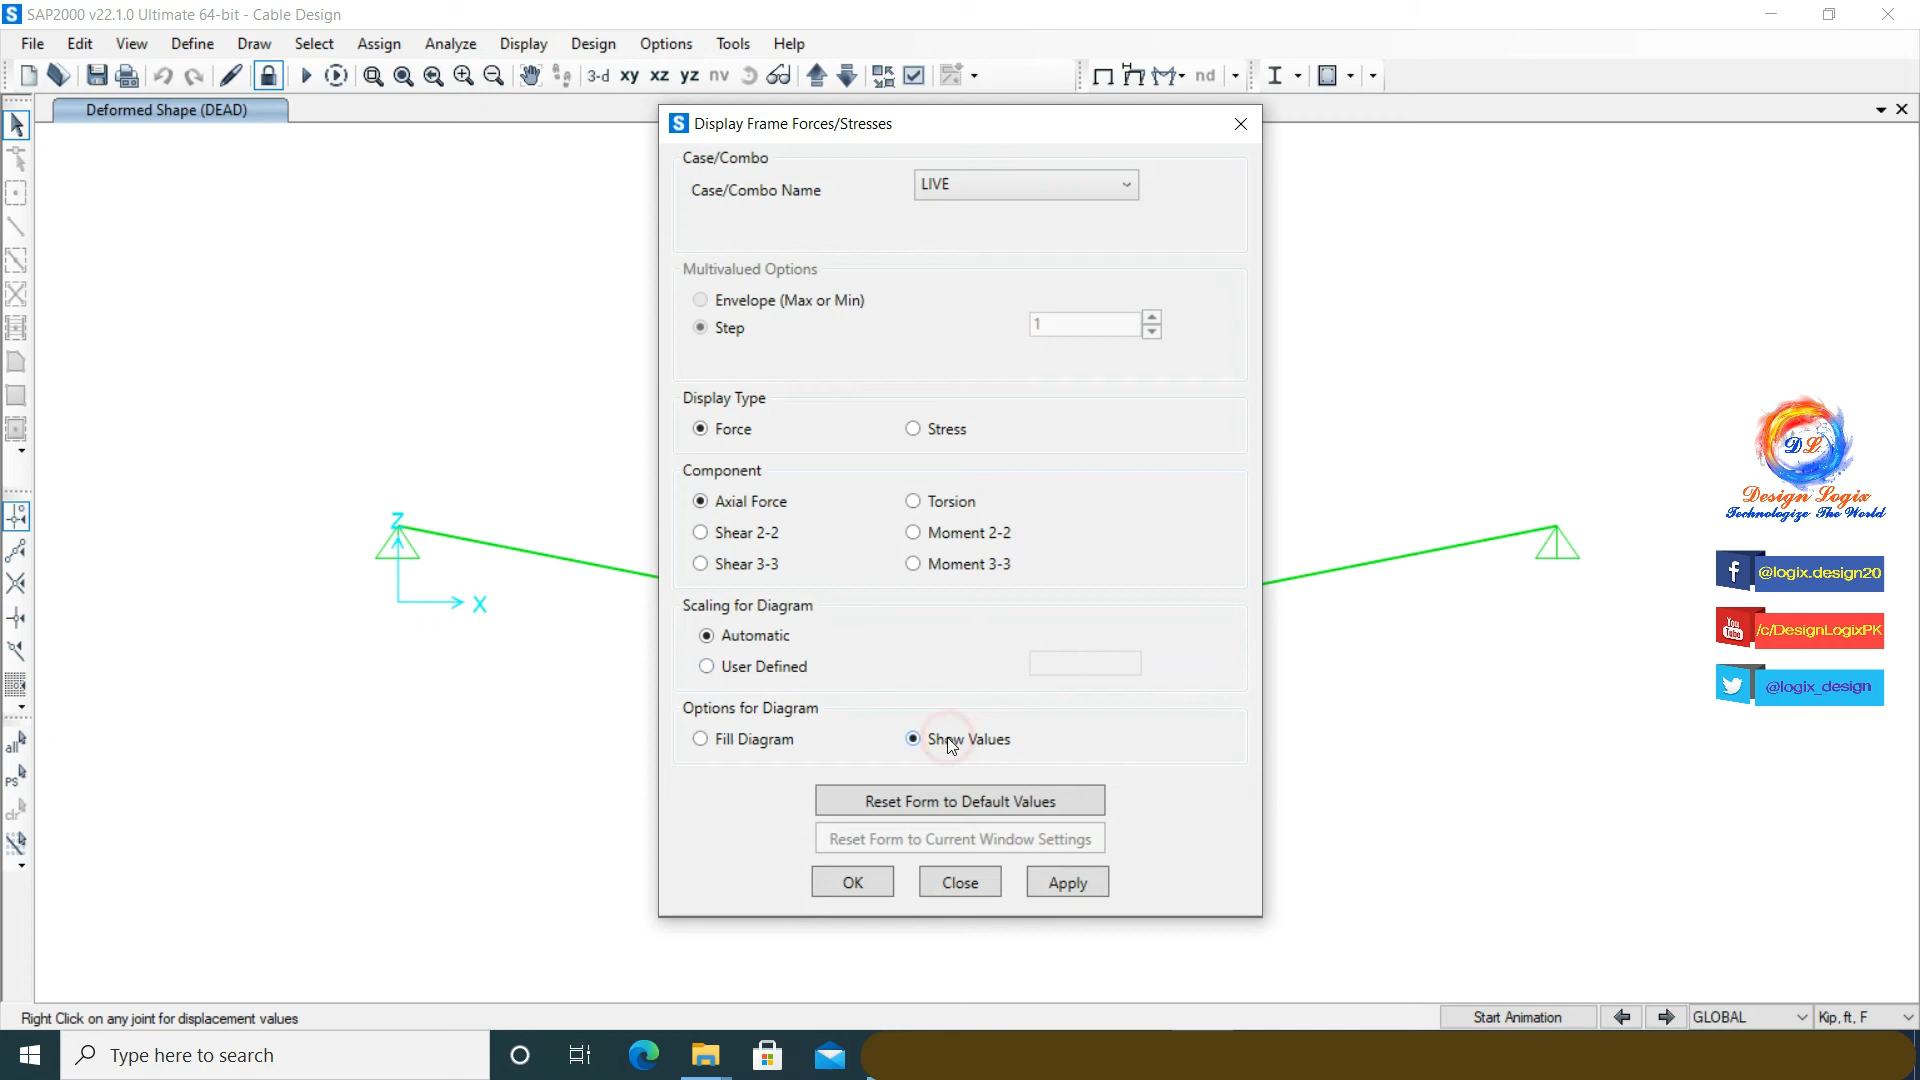 SAP2000 v22.1.0 Ultimate 64-bit - Cable Design
File Edit View Define Draw Select Assign Analyze Display Design Options Tools Help
3-d xy xz yz nv nd
Deformed Shape (DEAD)
Display Frame Forces/Stresses
Case/Combo
Case/Combo Name LIVE
Multivalued Options
Envelope (Max or Min)
Step 1
Display Type
Force Stress
Component
Axial Force Torsion
Shear 2-2 Moment 2-2
Shear 3-3 Moment 3-3
Scaling for Diagram
Automatic
User Defined
Options for Diagram
Fill Diagram Show Values
Reset Form to Default Values
Reset Form to Current Window Settings
OK Close Apply
Z
X
DL
Design Logix
Technologize The World
@logix.design20
You Tube /c/DesignLogixPK
@logix_design
all
PS
clr
Right Click on any joint for displacement values
Start Animation GLOBAL Kip, ft, F
Type here to search